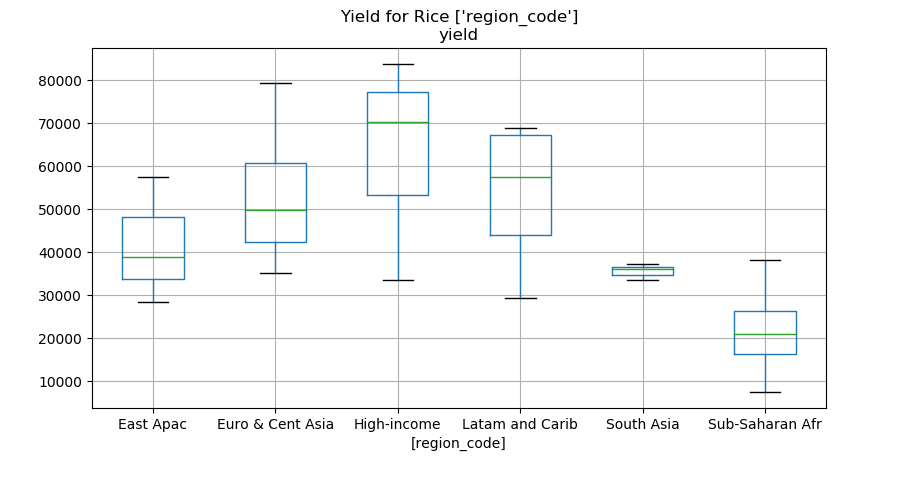 Yield for Rice ['region_code']
yield
80000
70000
60000
50000
40000
30000
20000
10000
East Apac Euro & Cent Asia High-income Latam and Carib South Asia Sub-Saharan Afr
[region_code]